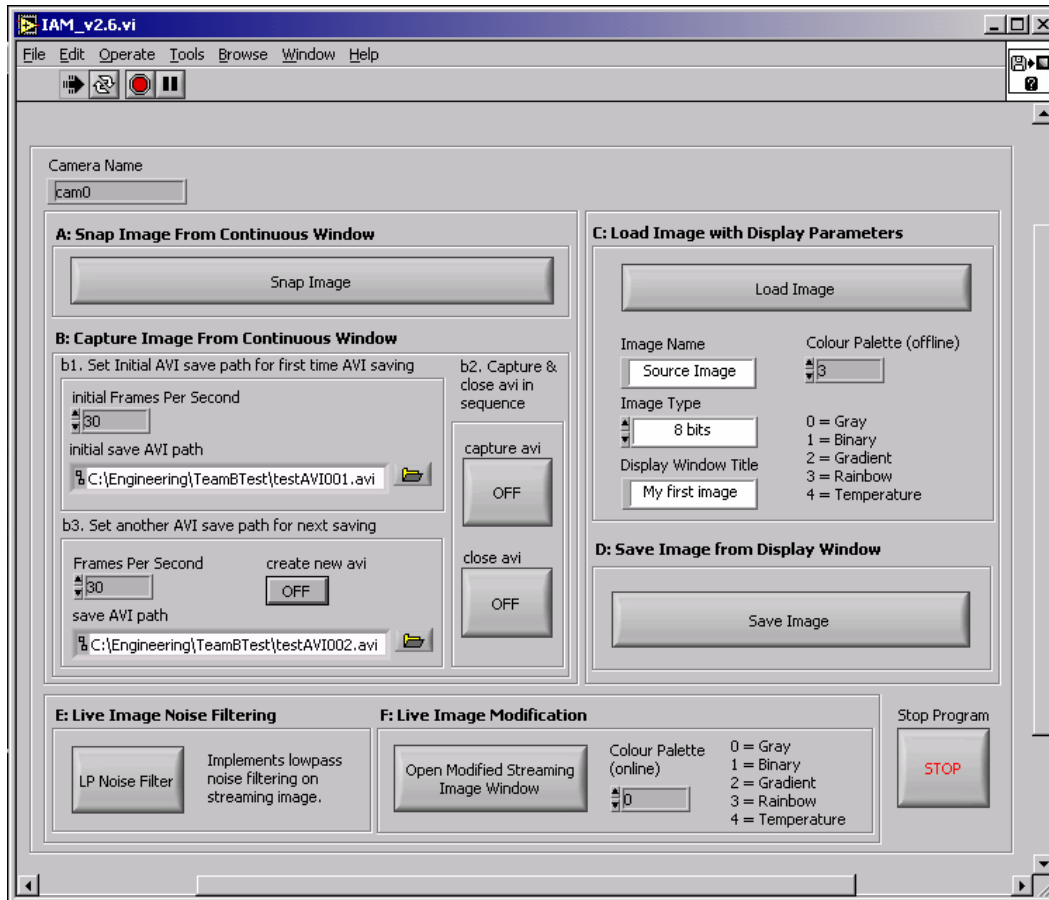 IAM_v2.6.vi
File Edit Operate Tools Browse Window Help
Camera Name
cam0
A: Snap Image From Continuous Window
Snap Image
B: Capture Image From Continuous Window
b1. Set Initial AVI save path for first time AVI saving
initial Frames Per Second
30
initial save AVI path
C:\Engineering\TeamBTest\testAVI001.avi
b2. Capture &
close avi in
sequence
capture avi
OFF
close avi
OFF
b3. Set another AVI save path for next saving
Frames Per Second
30
create new avi
OFF
save AVI path
C:\Engineering\TeamBTest\testAVI002.avi
C: Load Image with Display Parameters
Load Image
Image Name
Source Image
Image Type
8 bits
Display Window Title
My first image
Colour Palette (offline)
3
0 = Gray
1 = Binary
2 = Gradient
3 = Rainbow
4 = Temperature
D: Save Image from Display Window
Save Image
E: Live Image Noise Filtering
LP Noise Filter
Implements lowpass
noise filtering on
streaming image.
F: Live Image Modification
Open Modified Streaming
Image Window
Colour Palette
(online)
0
0 = Gray
1 = Binary
2 = Gradient
3 = Rainbow
4 = Temperature
Stop Program
STOP